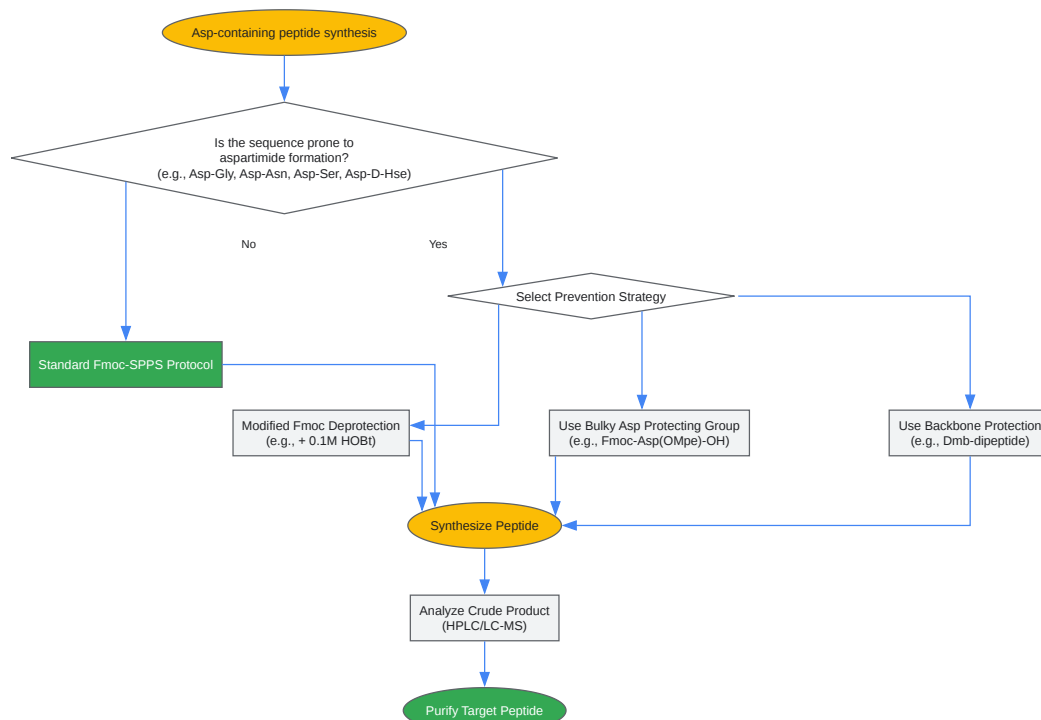 Asp-containing peptide synthesis
Is the sequence prone to
aspartimide formation?
(e.g., Asp-Gly, Asp-Asn, Asp-Ser, Asp-D-Hse)
No
Yes
Select Prevention Strategy
Standard Fmoc-SPPS Protocol
Modified Fmoc Deprotection
(e.g., + 0.1M HOBt)
Use Bulky Asp Protecting Group
(e.g., Fmoc-Asp(OMpe)-OH)
Use Backbone Protection
(e.g., Dmb-dipeptide)
Synthesize Peptide
Analyze Crude Product
(HPLC/LC-MS)
Purify Target Peptide